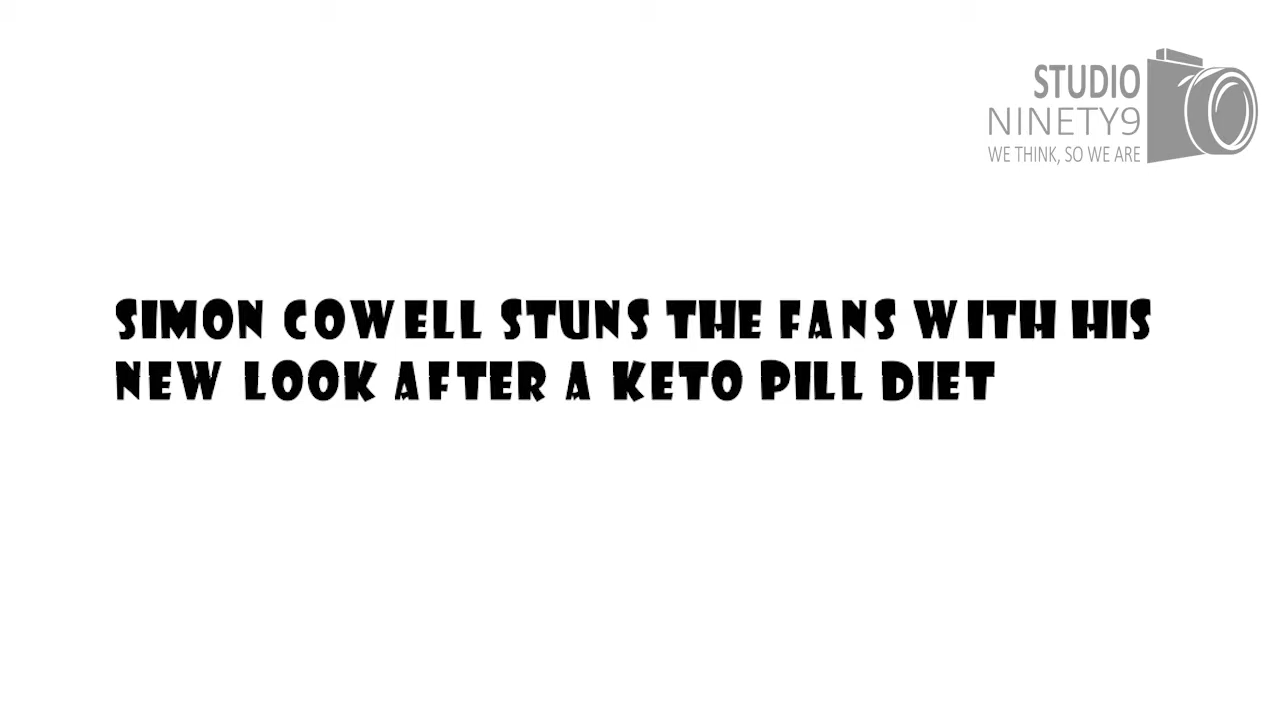 STUDIO
NINETY9
WE THINK, SO WE ARE
SIMON COWELL STUNS THE FANS WITH HIS
NEW LOOK AFTER A KETO PILL DIET